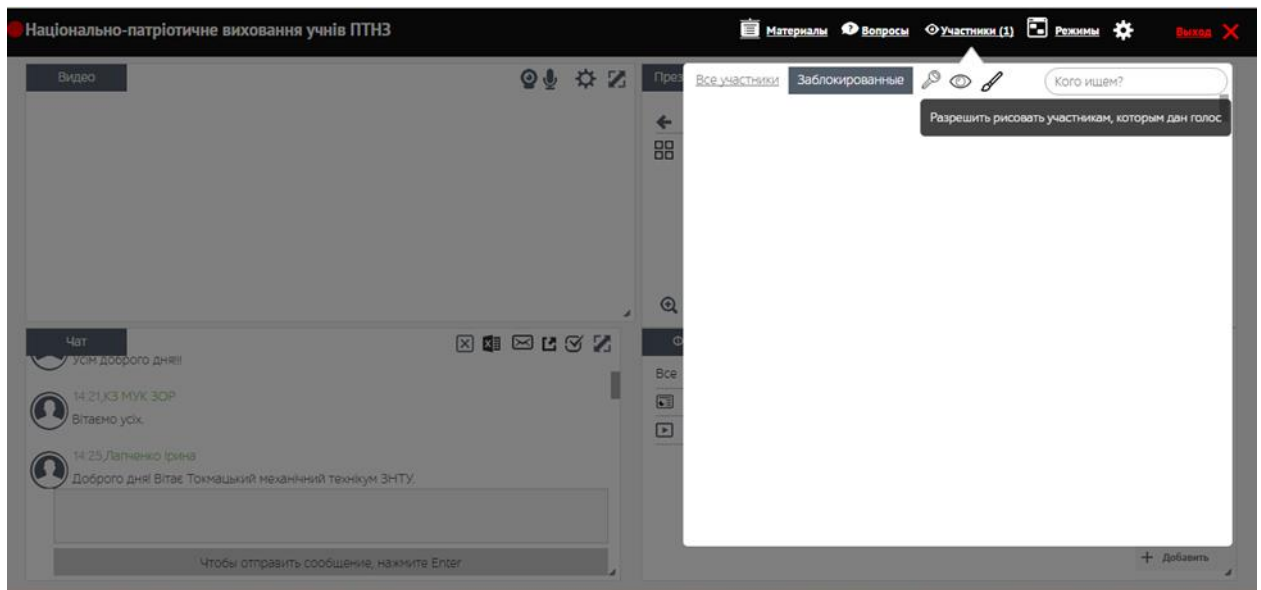 Національно-патріотичне виховання учнів ПТНЗ
Материалы
Вопросы
Участники (1)
Режимы
Выход
Видео
През
Все участники
Заблокированные
Кого ищем?
Разрешить рисовать участникам, которым дан голос
Чат
Усім доброго дня!!!
14:21,КЗ МУК ЗОР
Вітаємо усіх.
14:25,Лапченко Ірина
Доброго дня! Вітає Токмацький механічний технікум ЗНТУ.
Чтобы отправить сообщение, нажмите Enter
Ф
Все
+ Добавить